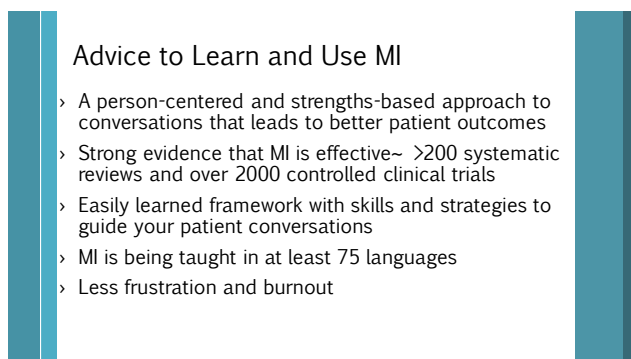 Advice to Learn and Use MI
› A person-centered and strengths-based approach to
conversations that leads to better patient outcomes
› Strong evidence that MI is effective~ >200 systematic
reviews and over 2000 controlled clinical trials
› Easily learned framework with skills and strategies to
guide your patient conversations
› MI is being taught in at least 75 languages
› Less frustration and burnout